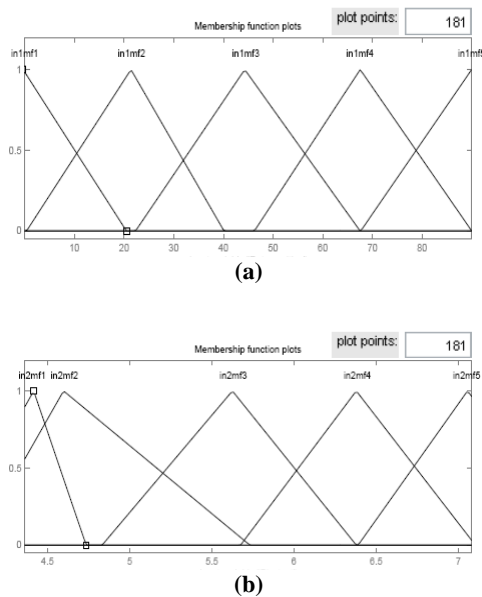 plot points: 181
Membership function plots
in1mf1 in1mf2 in1mf3 in1mf4 in1mf5
1
0.5
0
10 20 30 40 50 60 70 80
(a)
plot points: 181
Membership function plots
in2mf1 in2mf2 in2mf3 in2mf4 in2mf5
1
0.5
0
4.5 5 5.5 6 6.5 7
(b)